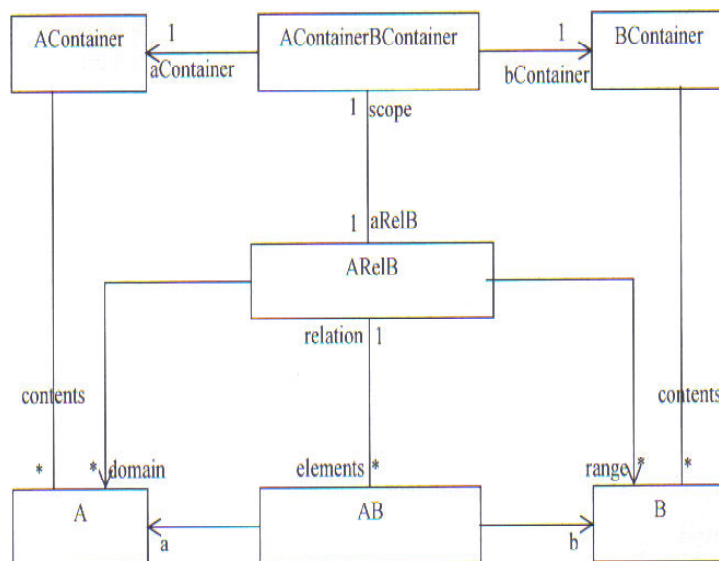 AContainer
1
aContainer
AContainerBContainer
1
bContainer
BContainer
1 scope
1 aRelB
ARelB
relation 1
contents
contents
* * domain
elements *
range * *
A
a
AB
b
B